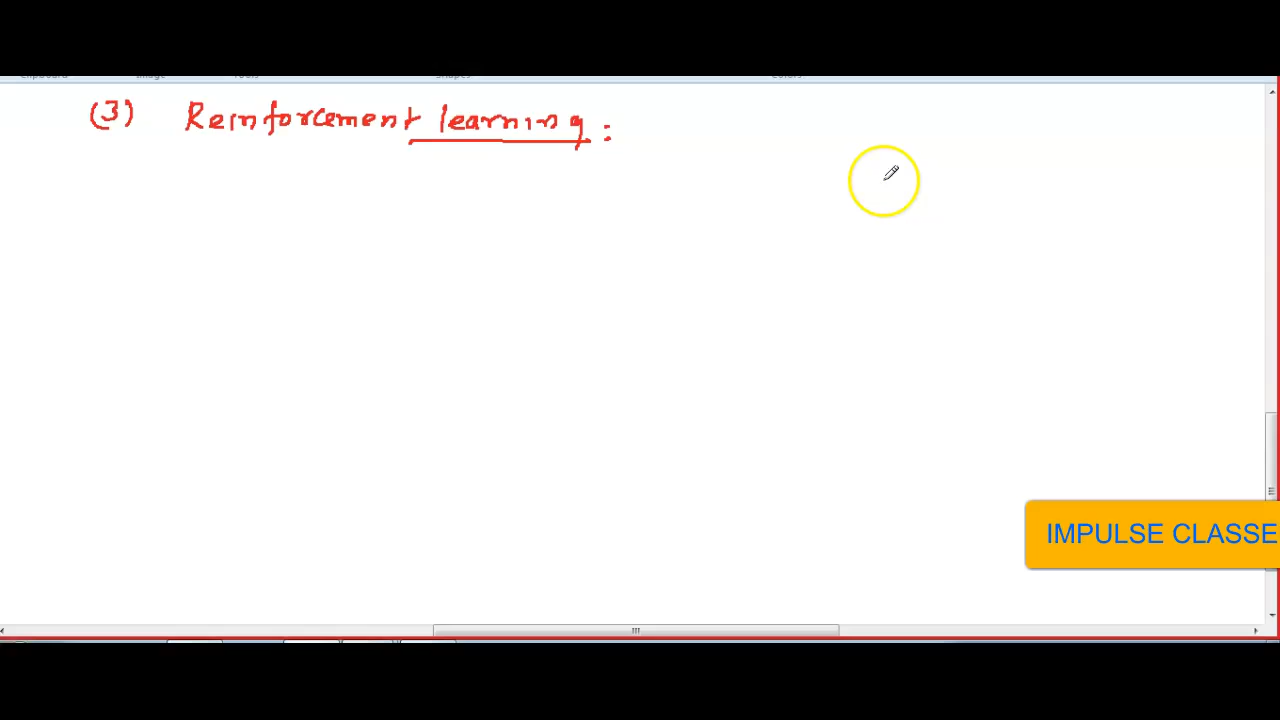 (3) Reinforcement learning :
IMPULSE CLASSE